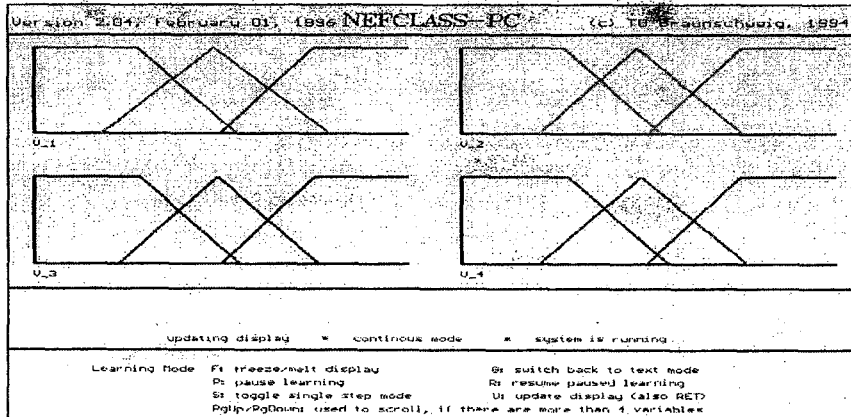 Version 2.04, February 01, 1996 NEFCLASS-PC (c) TU Braunschweig, 1994
V_1 V_2
V_3 V_4
updating display * continous mode * system is running
Learning Mode F: freeze/melt display G: switch back to text mode
P: pause learning R: resume paused learning
S: toggle single step mode U: update display (also RET)
PgUp/PgDown: used to scroll, if there are more than 4 variables